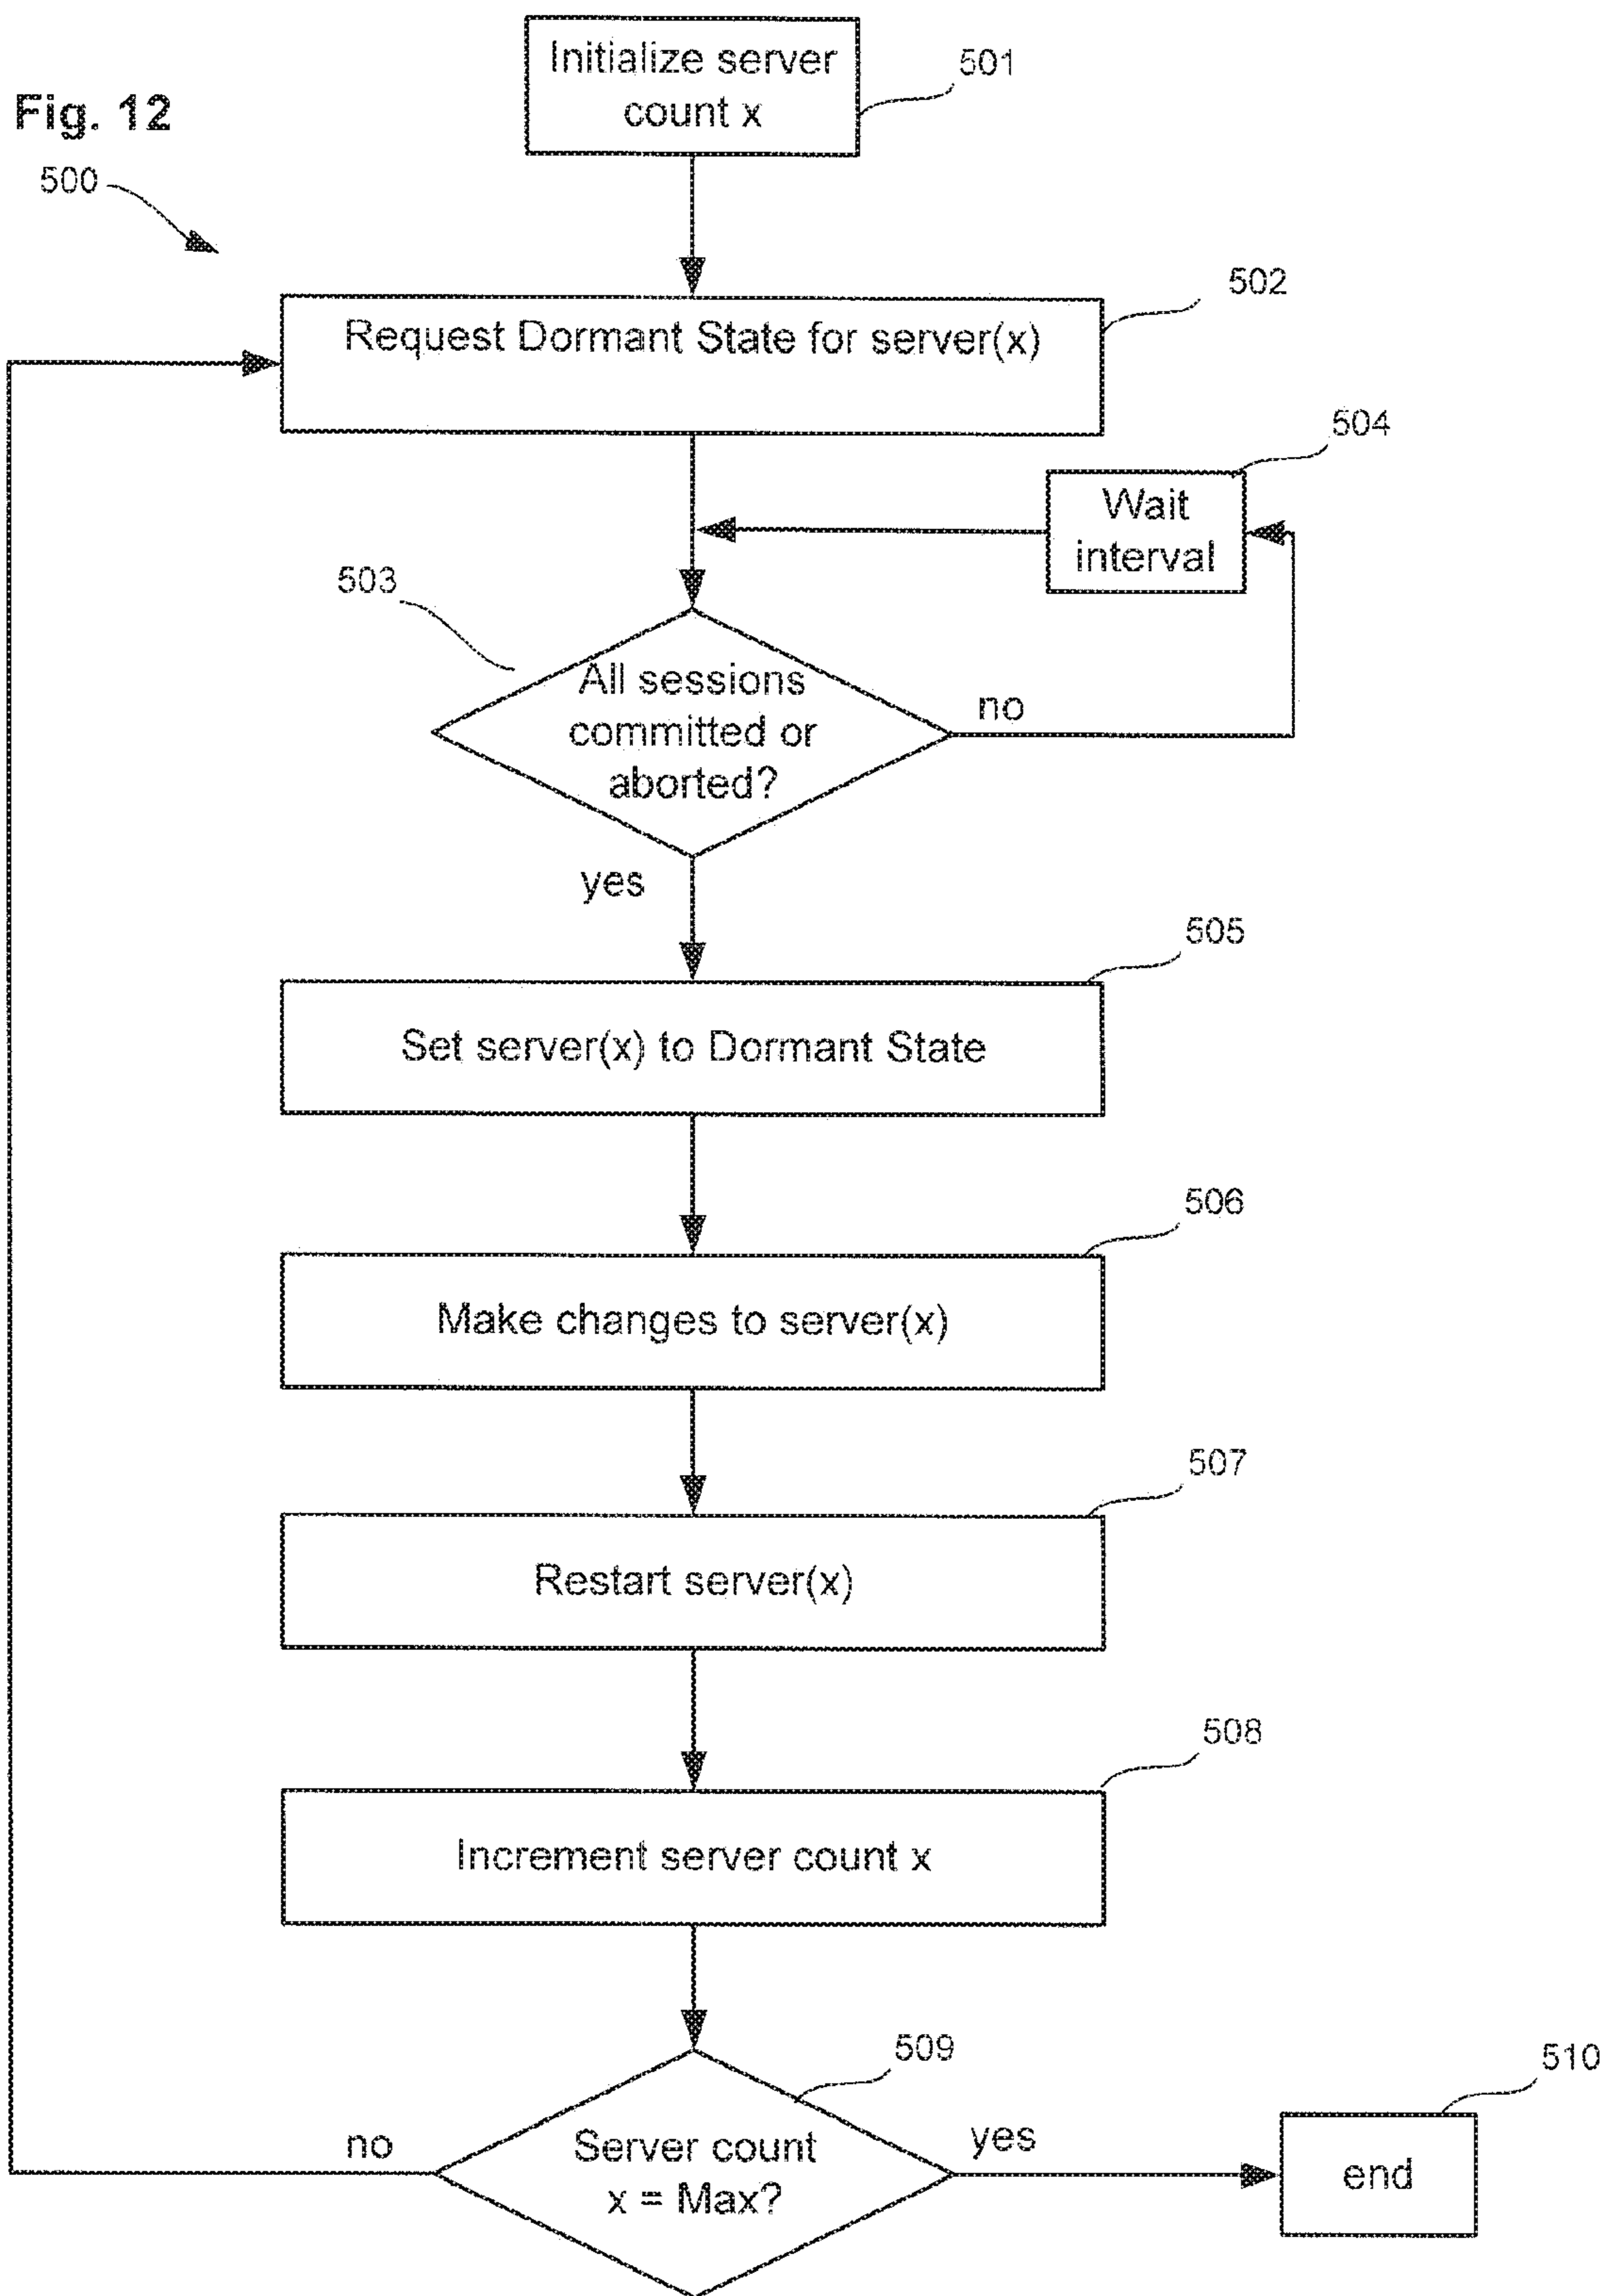 Fig. 12
500
Initialize server
count x
501
Request Dormant State for server(x)
502
Wait
interval
504
503
All sessions
committed or
aborted?
no
yes
505
Set server(x) to Dormant State
506
Make changes to server(x)
507
Restart server(x)
508
Increment server count x
509
Server count
x = Max?
no
yes
510
end